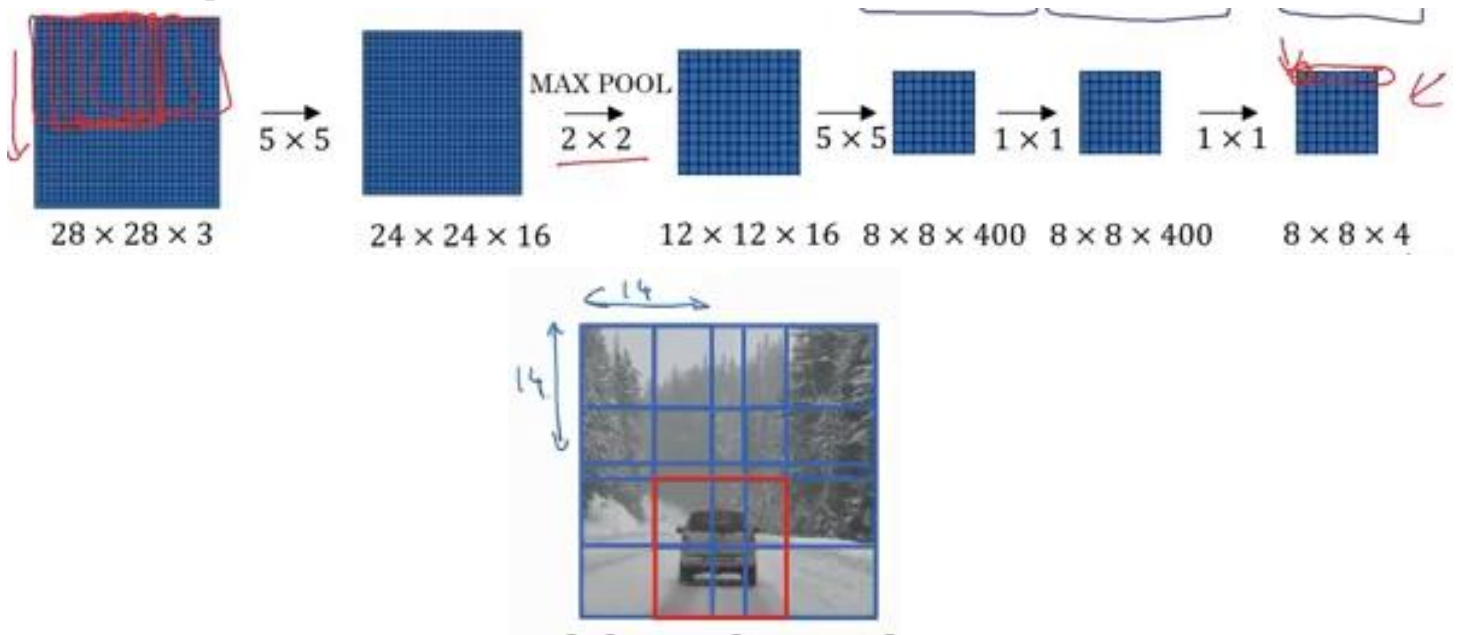 MAX POOL
5 × 5
2 × 2
5 × 5
1 × 1
1 × 1
28 × 28 × 3
24 × 24 × 16
12 × 12 × 16
8 × 8 × 400
8 × 8 × 400
8 × 8 × 4
14
14